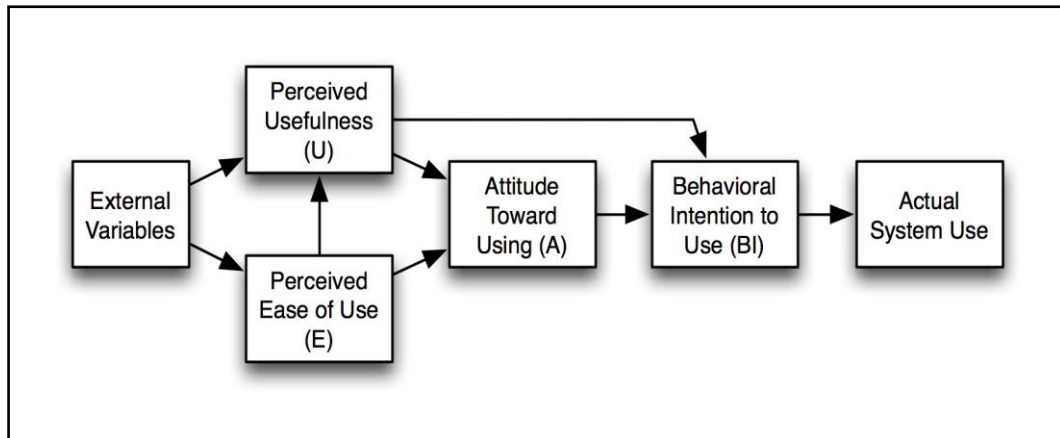 External
Variables
Perceived
Usefulness
(U)
Perceived
Ease of Use
(E)
Attitude
Toward
Using (A)
Behavioral
Intention to
Use (BI)
Actual
System Use